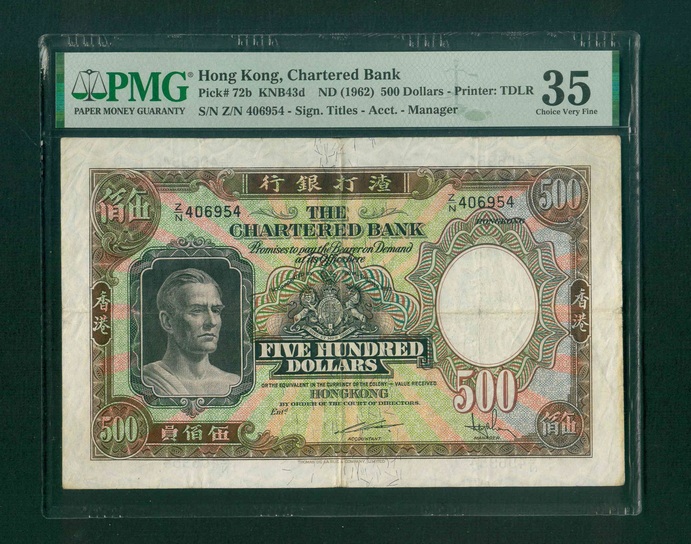 PMG
PAPER MONEY GUARANTY
Hong Kong, Chartered Bank
Pick# 72b KNB43d ND (1962) 500 Dollars - Printer: TDLR
S/N Z/N 406954 - Sign. Titles - Acct. - Manager
35
Choice Very Fine
行銀打渣
佰伍
500
Z/N 406954
Z/N 406954
THE
CHARTERED BANK
HONGKONG
Promises to pay the Bearer on Demand
at its Office here
香港
香港
FIVE HUNDRED
DOLLARS
OR THE EQUIVALENT IN THE CURRENCY OF THE COLONY - VALUE RECEIVED
HONGKONG
BY ORDER OF THE COURT OF DIRECTORS.
500
Entd
500
員佰伍
ACCOUNTANT
MANAGER
佰伍